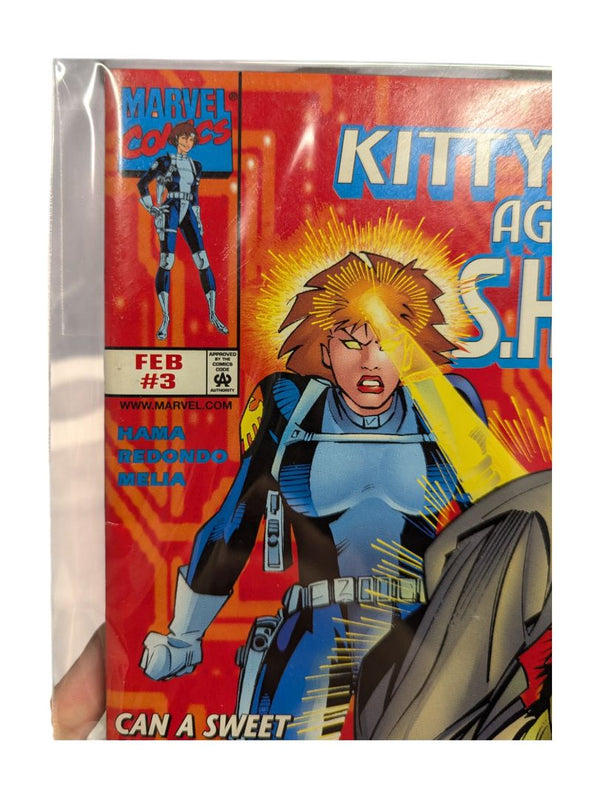 MARVEL®
COMICS
KITTY
AG
S.H
FEB
#3
APPROVED
BY THE
COMICS
CODE
CA
AUTHORITY
WWW.MARVEL.COM
HAMA
REDONDO
MELIA
CAN A SWEET